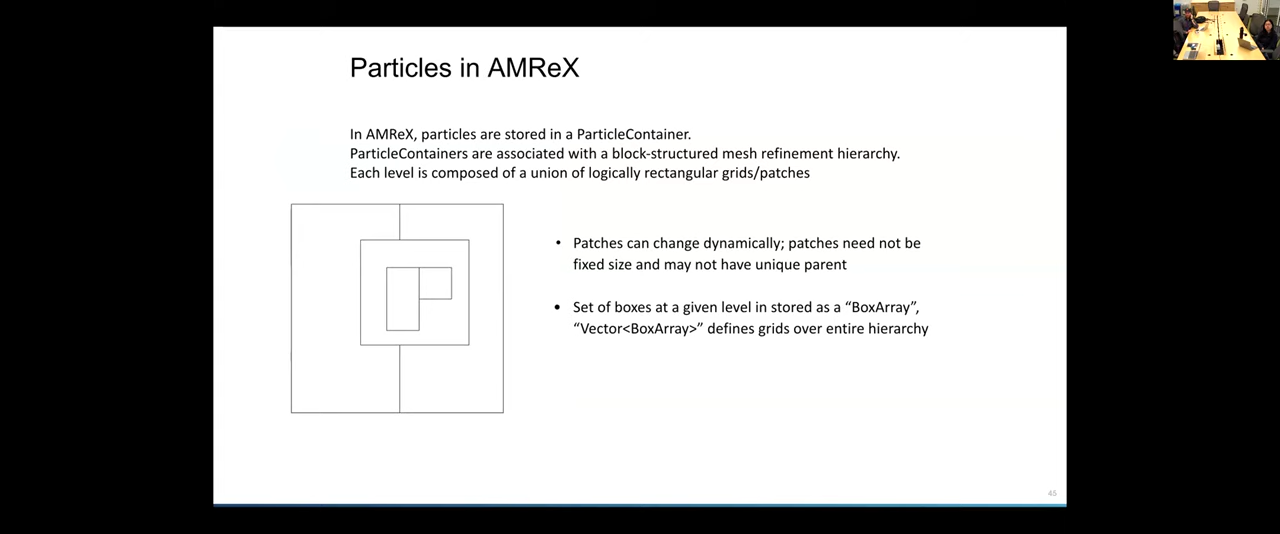 Particles in AMReX
In AMReX, particles are stored in a ParticleContainer.
ParticleContainers are associated with a block-structured mesh refinement hierarchy.
Each level is composed of a union of logically rectangular grids/patches
• Patches can change dynamically; patches need not be
fixed size and may not have unique parent
• Set of boxes at a given level in stored as a “BoxArray”,
“Vector<BoxArray>” defines grids over entire hierarchy
45